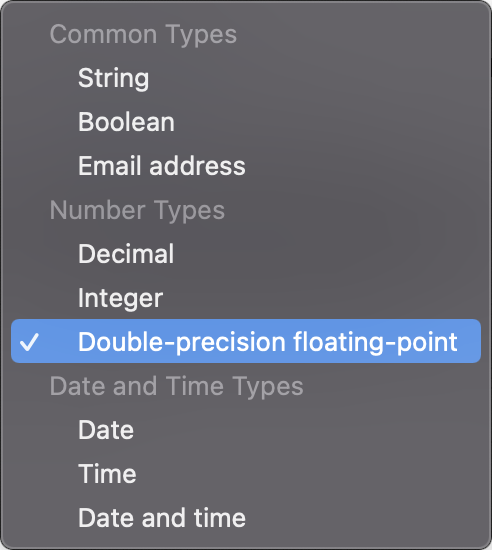 Common Types
String
Boolean
Email address
Number Types
Decimal
Integer
Double-precision floating-point
Date and Time Types
Date
Time
Date and time